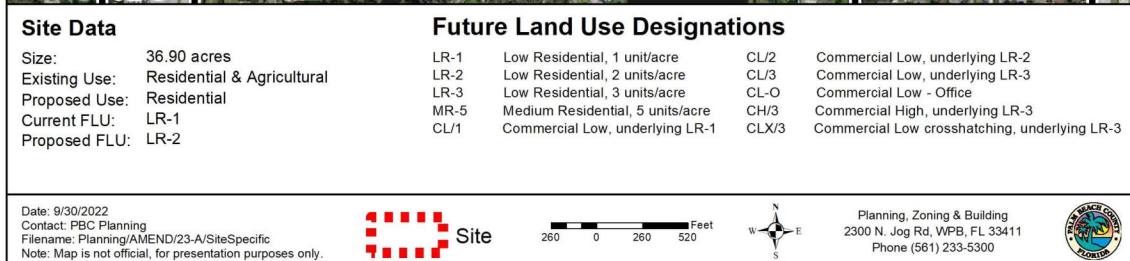 Site Data
Size: 36.90 acres
Existing Use: Residential & Agricultural
Proposed Use: Residential
Current FLU: LR-1
Proposed FLU: LR-2
Future Land Use Designations
LR-1 Low Residential, 1 unit/acre
LR-2 Low Residential, 2 units/acre
LR-3 Low Residential, 3 units/acre
MR-5 Medium Residential, 5 units/acre
CL/1 Commercial Low, underlying LR-1
CL/2 Commercial Low, underlying LR-2
CL/3 Commercial Low, underlying LR-3
CL-O Commercial Low - Office
CH/3 Commercial High, underlying LR-3
CLX/3 Commercial Low crosshatching, underlying LR-3
Date: 9/30/2022
Contact: PBC Planning
Filename: Planning/AMEND/23-A/SiteSpecific
Note: Map is not official, for presentation purposes only.
Site
Feet
260 0 260 520
N
W E
S
Planning, Zoning & Building
2300 N. Jog Rd, WPB, FL 33411
Phone (561) 233-5300
PALM BEACH COUNTY
FLORIDA